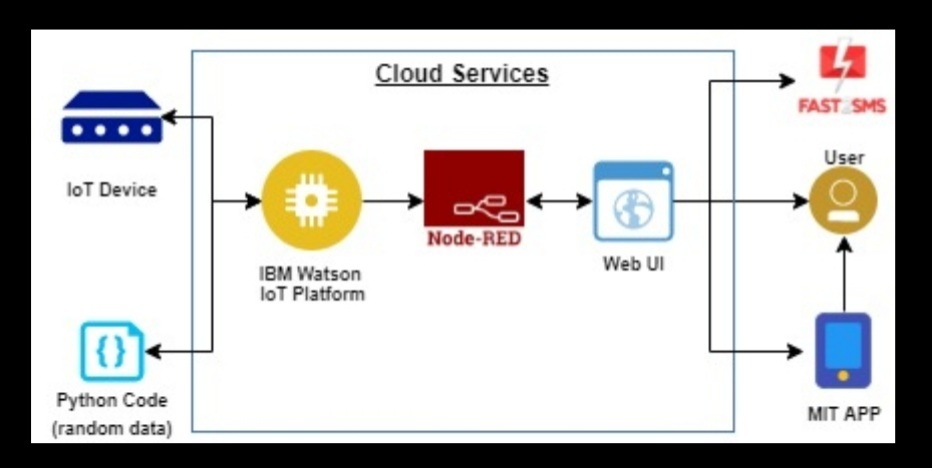 Cloud Services
FAST2SMS
User
IoT Device
Node-RED
Web UI
IBM Watson
IoT Platform
{}
Python Code
(random data)
MIT APP